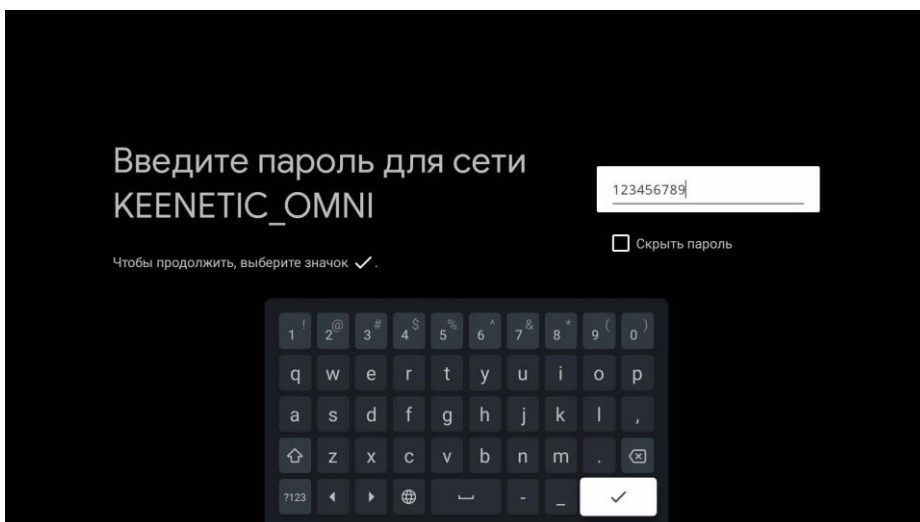 Введите пароль для сети
KEENETIC_OMNI
123456789
Скрыть пароль
Чтобы продолжить, выберите значок ✓ .
1 ! 2 @ 3 # 4 $ 5 % 6 ^ 7 & 8 * 9 ( 0 )
q w e r t y u i o p
a s d f g h j k l ,
z x c v b n m .
?123 - _